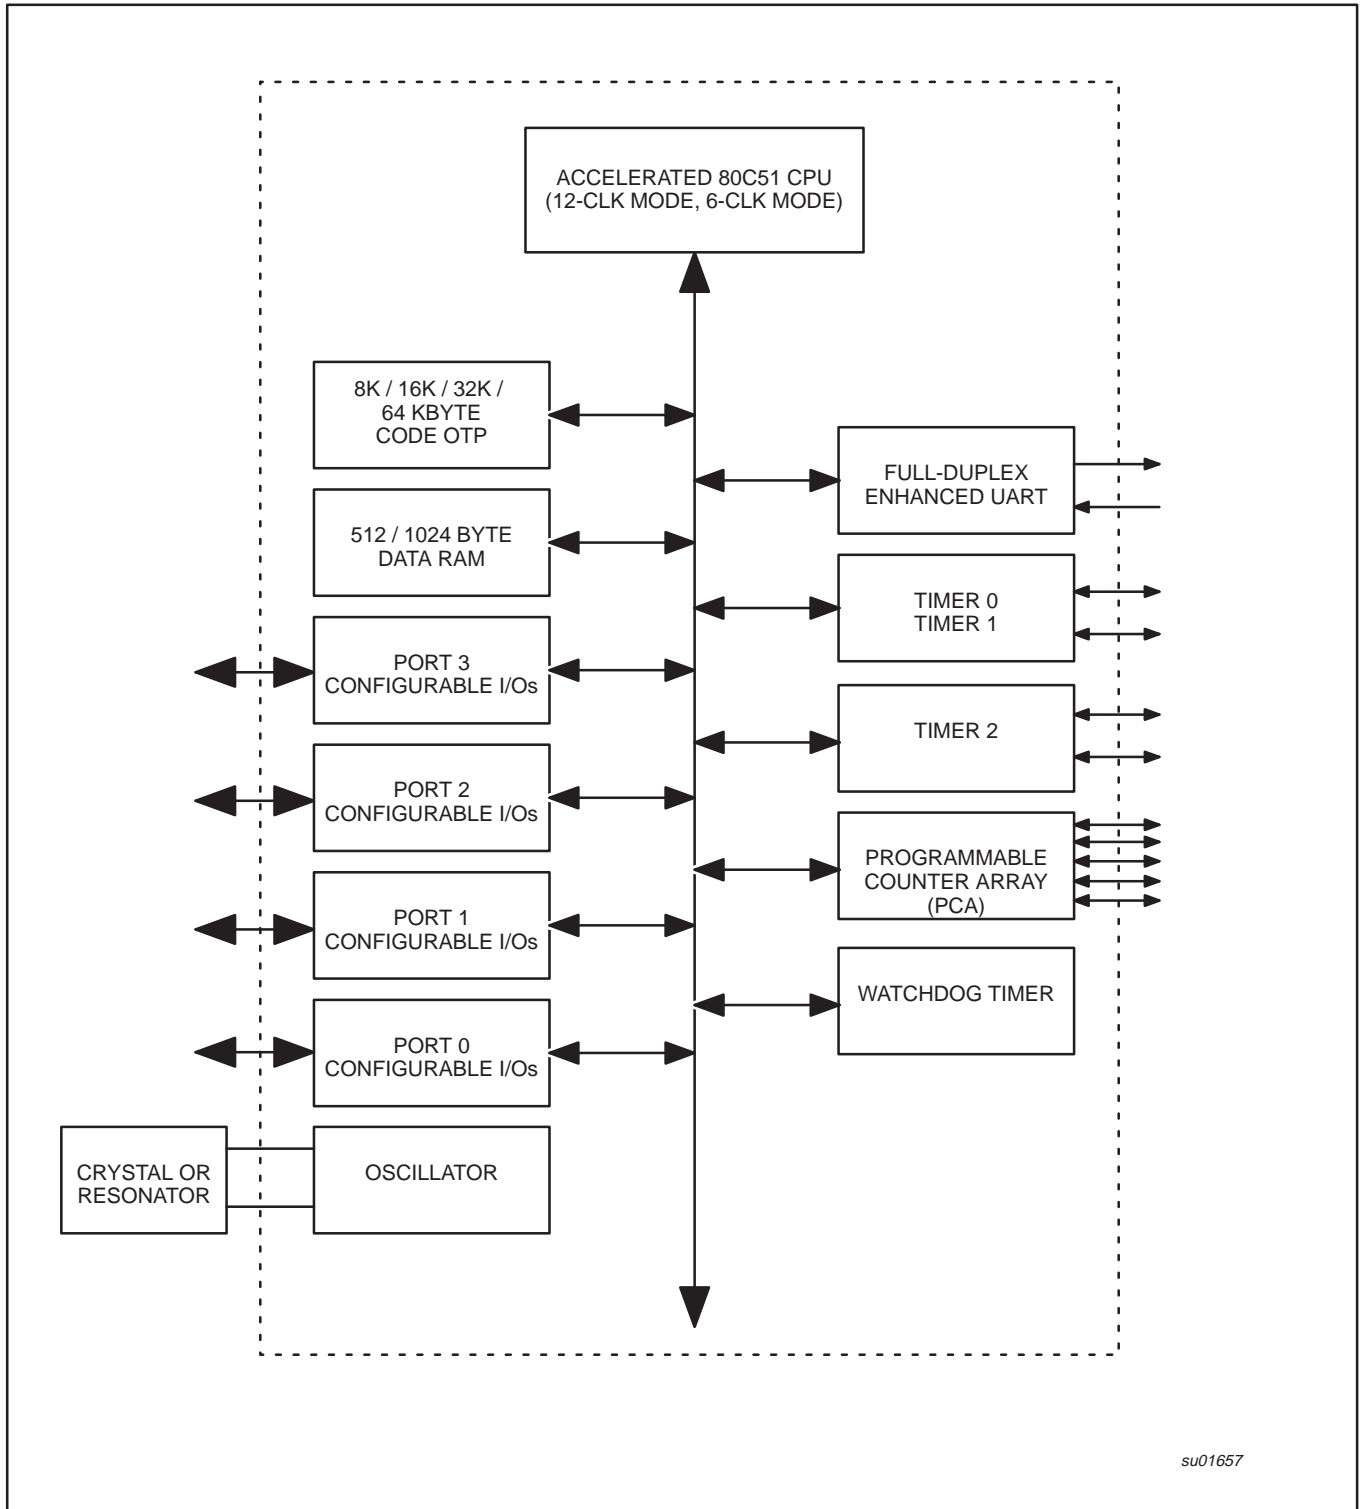 ACCELERATED 80C51 CPU
(12-CLK MODE, 6-CLK MODE)
8K / 16K / 32K /
64 KBYTE
CODE OTP
512 / 1024 BYTE
DATA RAM
PORT 3
CONFIGURABLE I/Os
PORT 2
CONFIGURABLE I/Os
PORT 1
CONFIGURABLE I/Os
PORT 0
CONFIGURABLE I/Os
CRYSTAL OR
RESONATOR
OSCILLATOR
FULL-DUPLEX
ENHANCED UART
TIMER 0
TIMER 1
TIMER 2
PROGRAMMABLE
COUNTER ARRAY
(PCA)
WATCHDOG TIMER
su01657